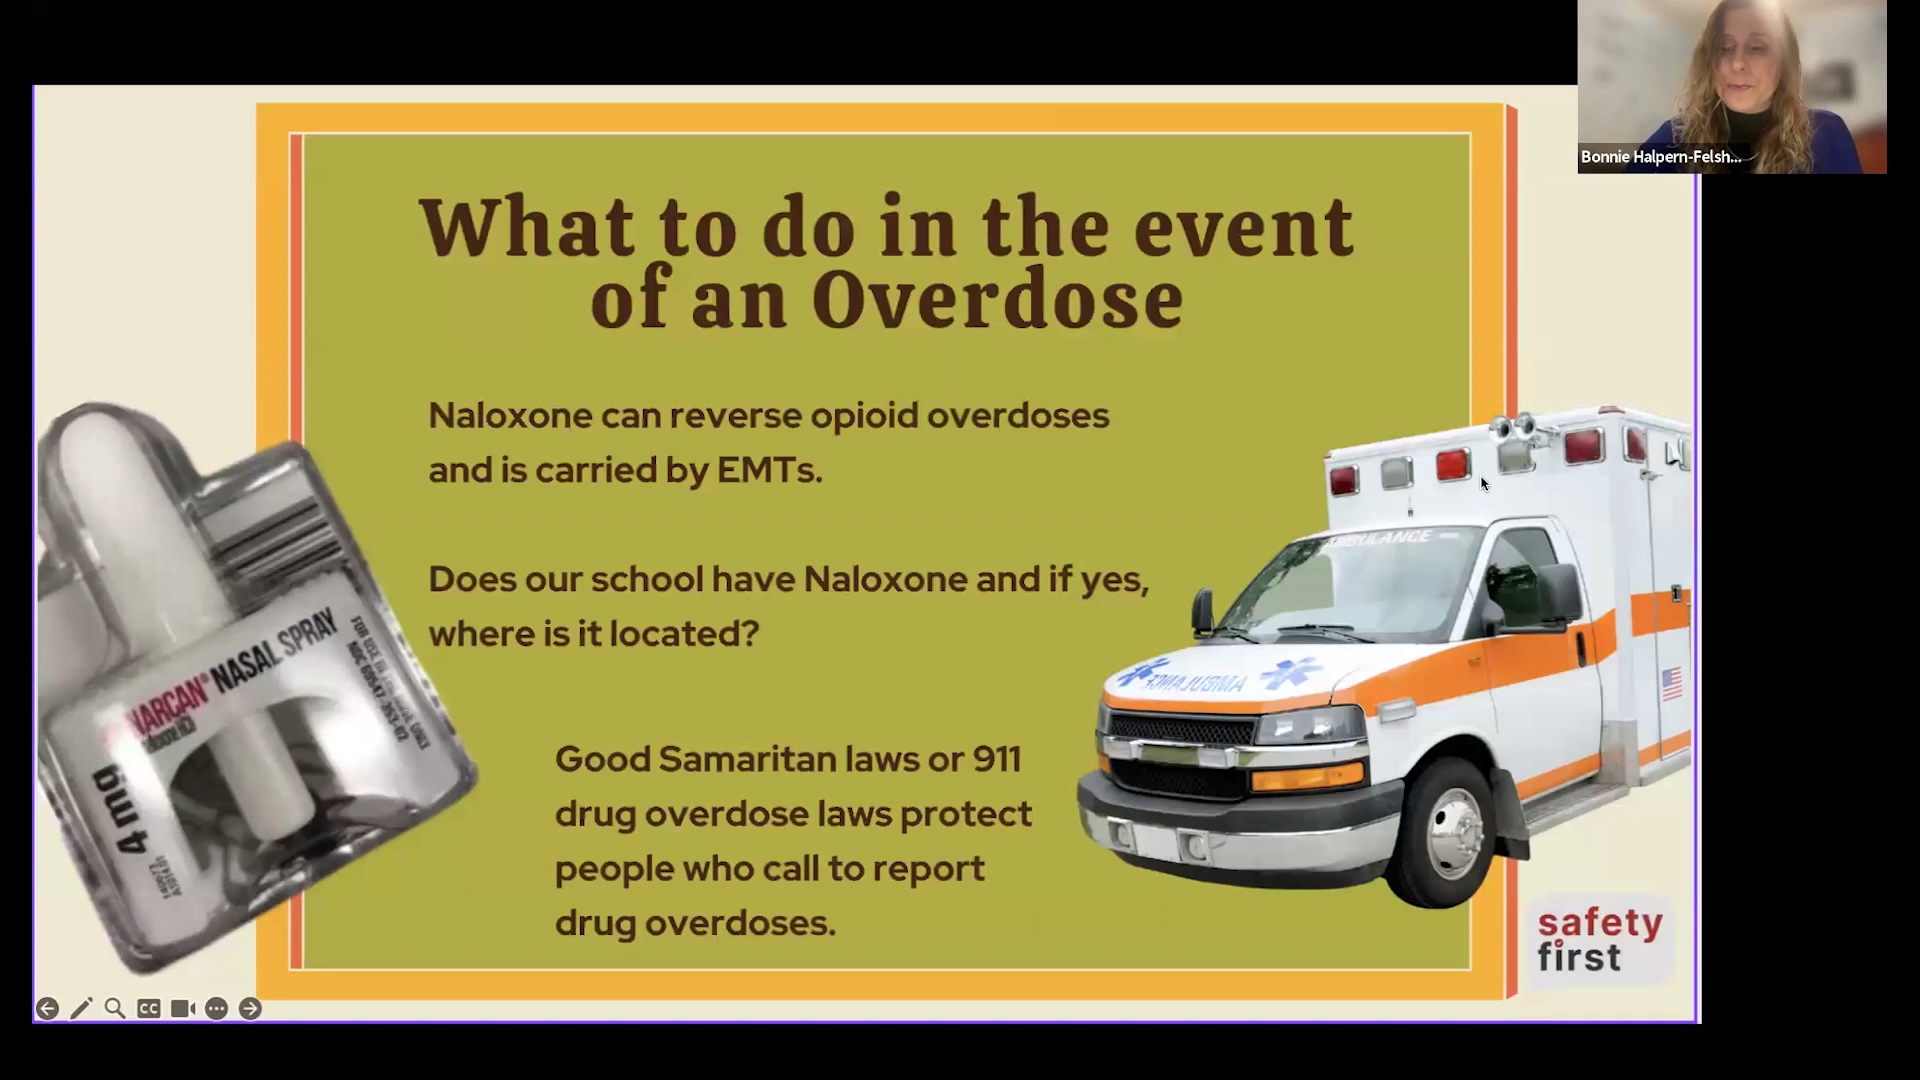 Bonnie Halpern-Felsh...
What to do in the event
of an Overdose
Naloxone can reverse opioid overdoses
and is carried by EMTs.
Does our school have Naloxone and if yes,
where is it located?
Good Samaritan laws or 911
drug overdose laws protect
people who call to report
drug overdoses.
NARCAN® NASAL SPRAY
4 mg
AMBULANCE
AMBULANCE
safety
first
CC